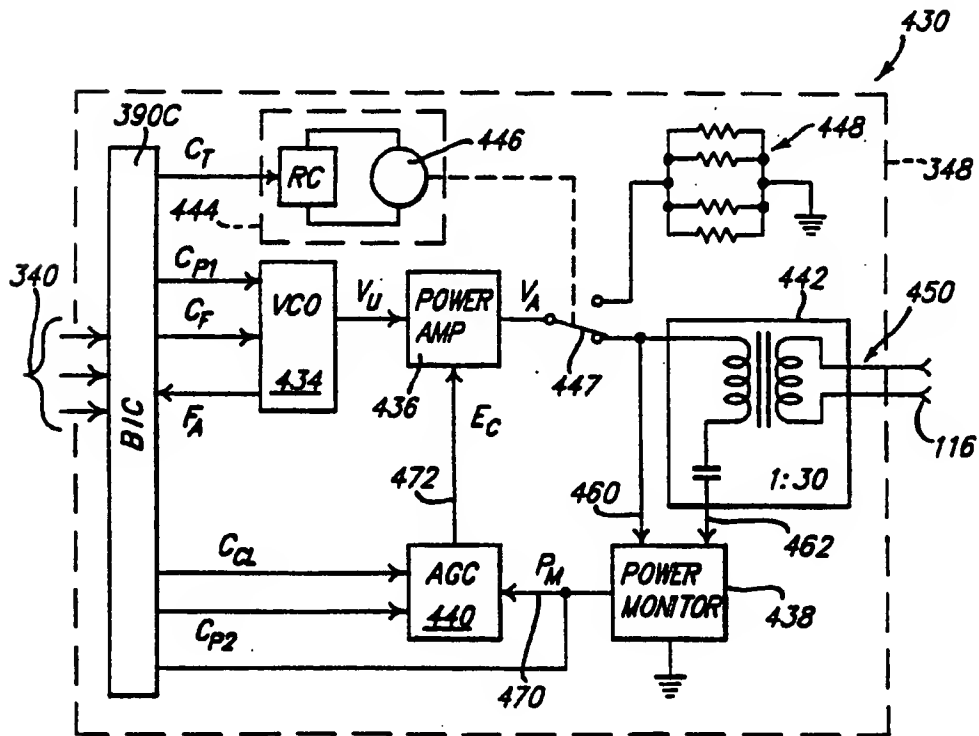 430
390C
C_T
RC
446
448
348
444
340
C_P1
C_F
F_A
VCO
434
V_U
POWER
AMP
436
V_A
447
442
450
116
1:30
BIC
E_C
472
460
462
C_CL
C_P2
AGC
440
P_M
470
POWER
MONITOR
438